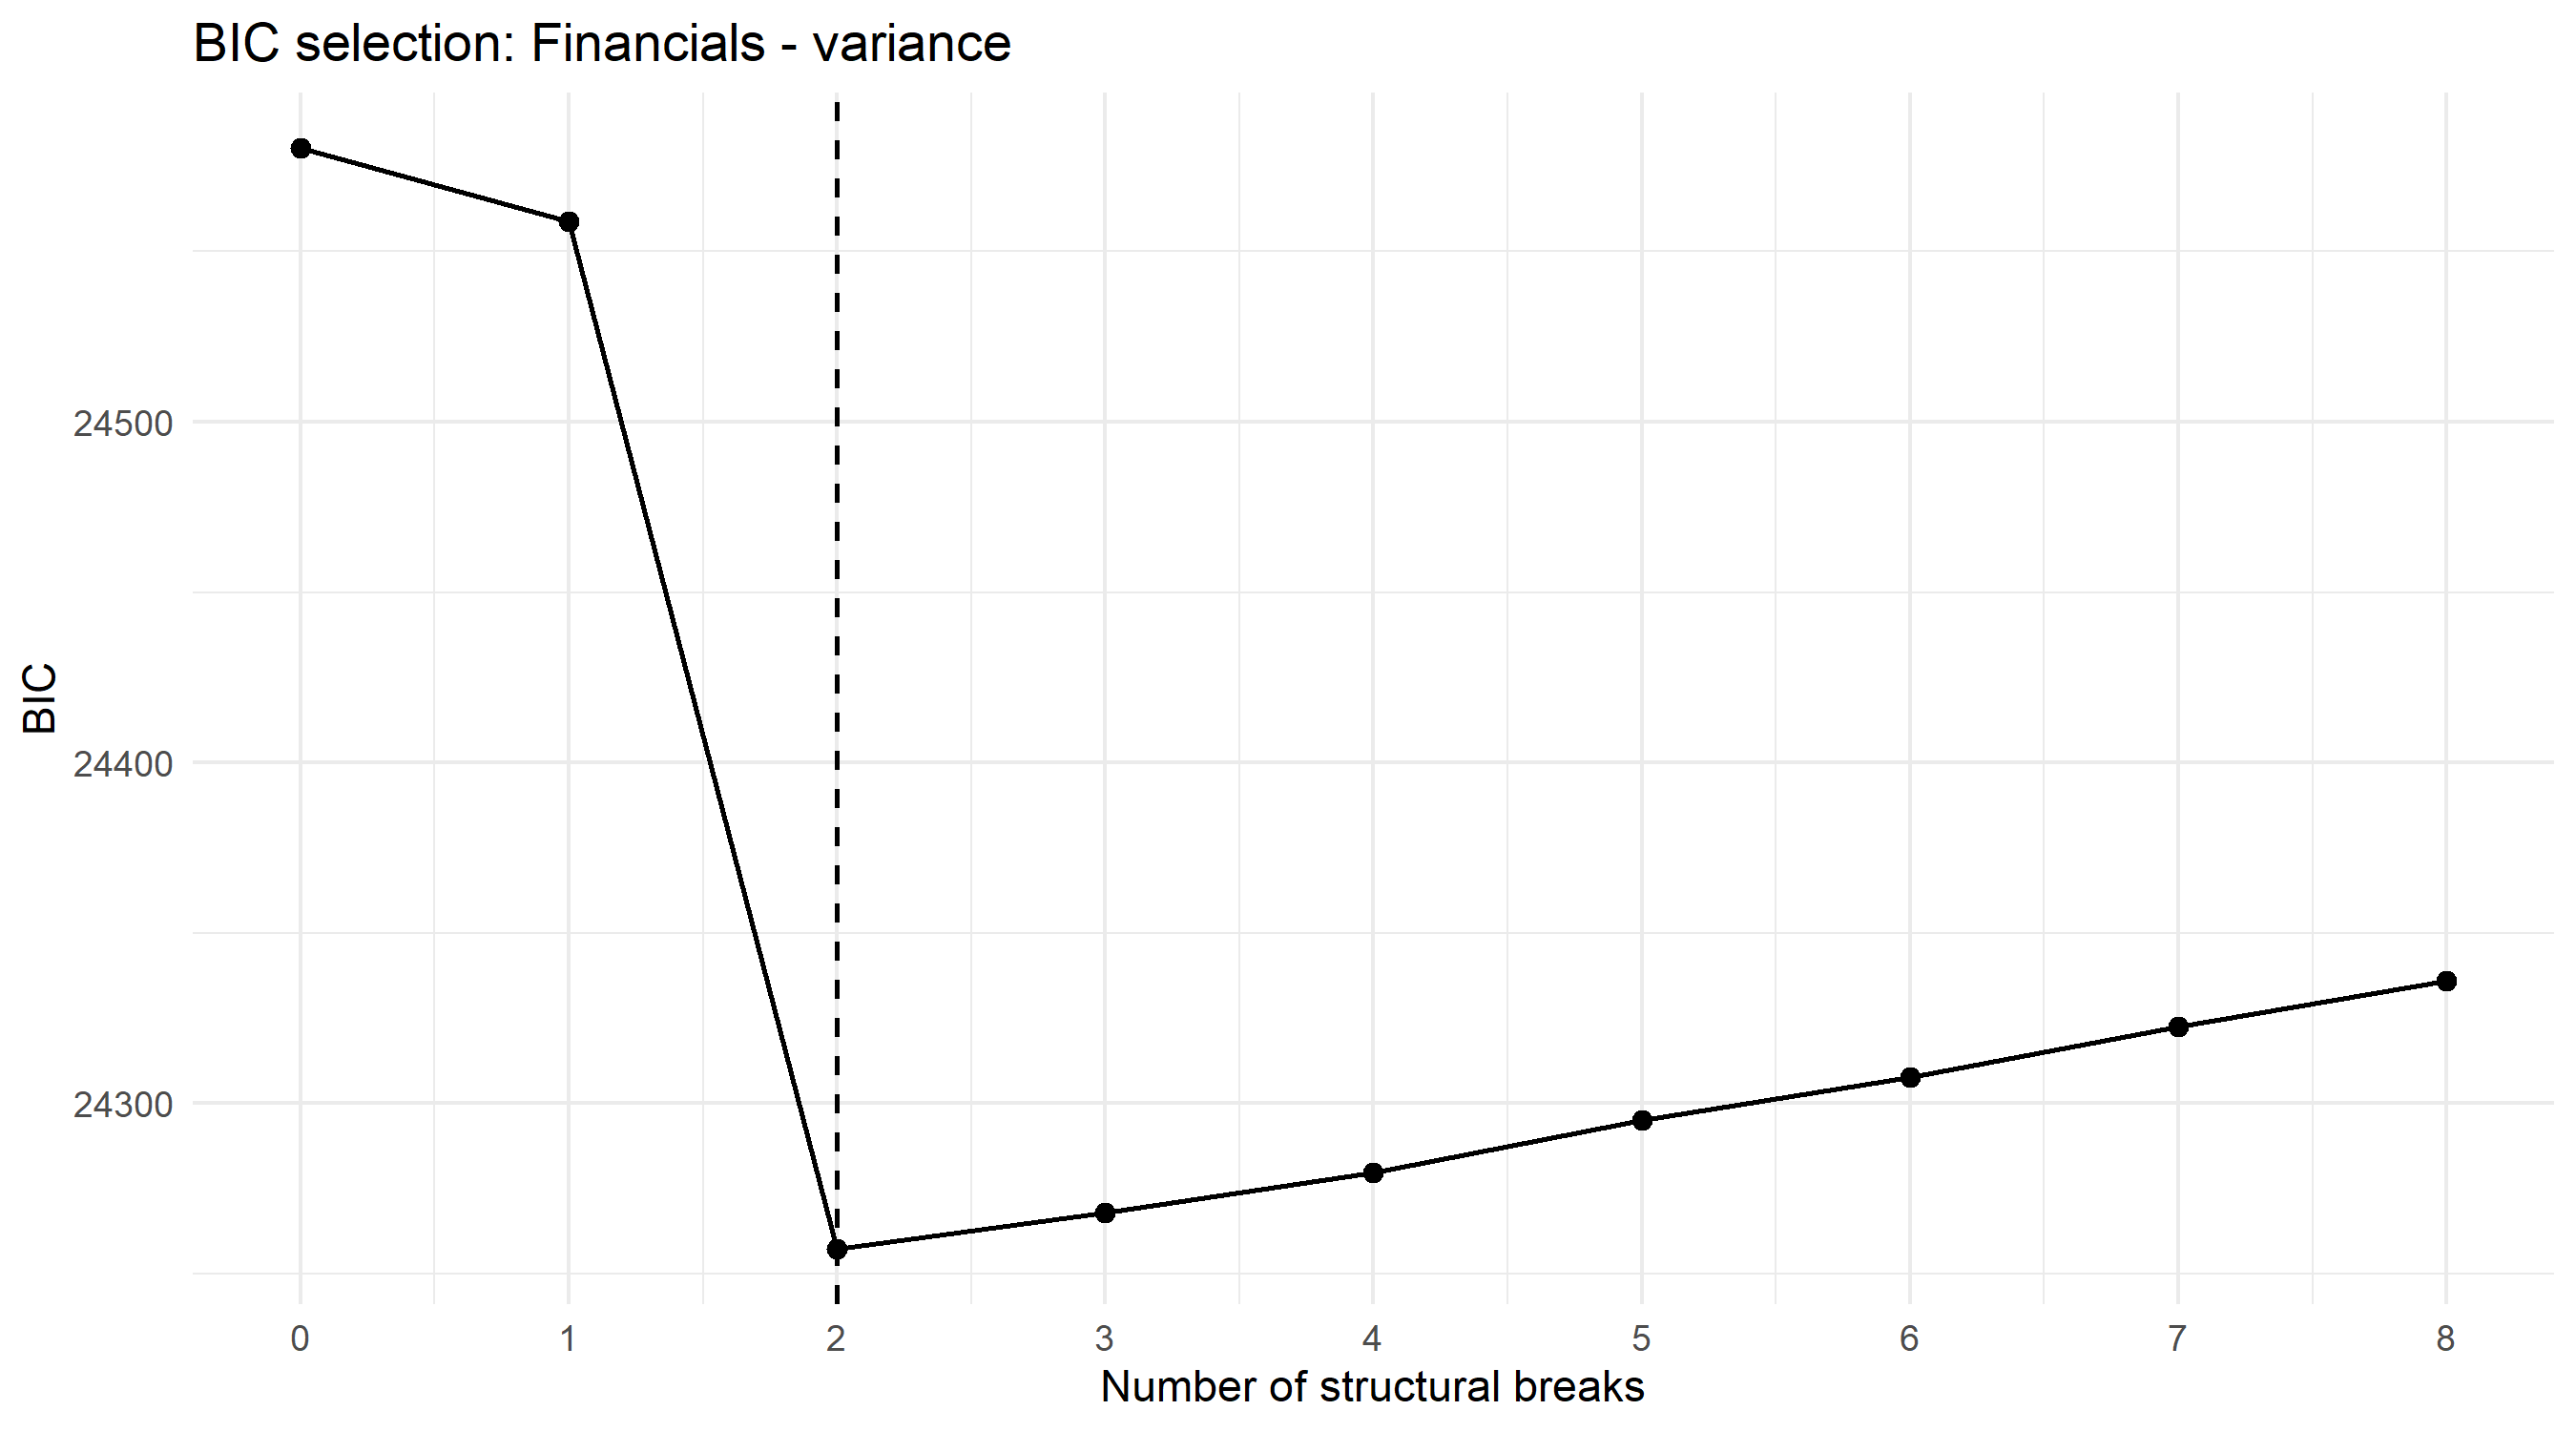 BIC selection: Financials - variance
BIC
24500
24400
24300
0 1 2 3 4 5 6 7 8
Number of structural breaks